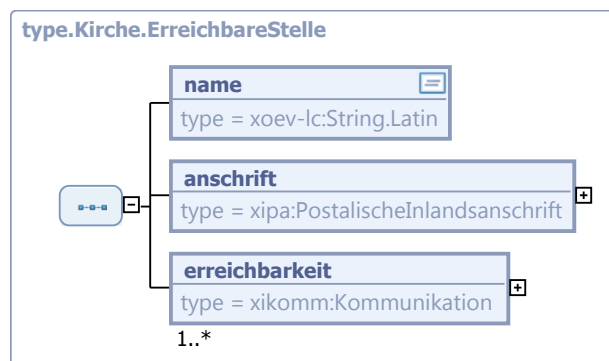 type.Kirche.ErreichbareStelle
name
type = xoev-lc:String.Latin
anschrift
type = xipa:PostalischeInlandsanschrift
erreichbarkeit
type = xikomm:Kommunikation
1..*